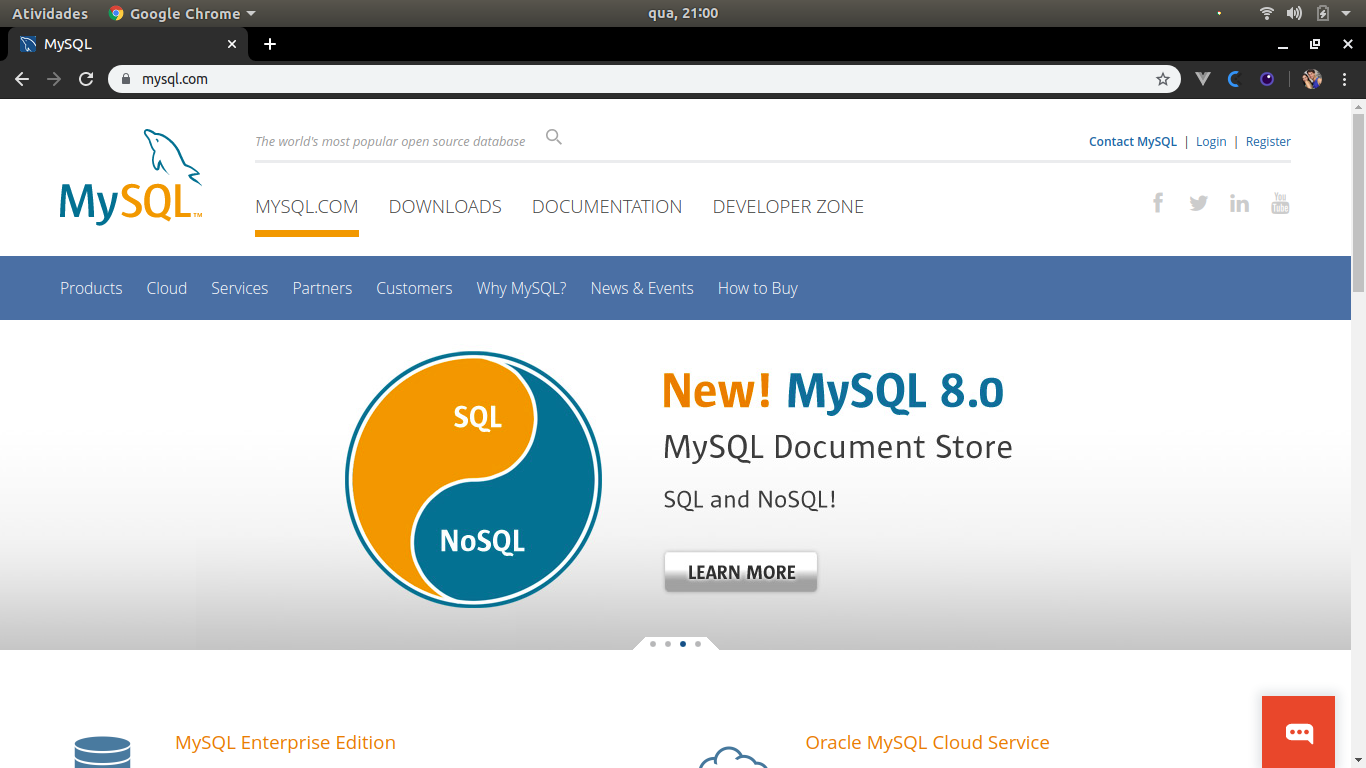 Atividades Google Chrome qua, 21:00
MySQL
mysql.com
The world's most popular open source database
Contact MySQL | Login | Register
MySQL™
MYSQL.COM DOWNLOADS DOCUMENTATION DEVELOPER ZONE
f in You Tube
Products Cloud Services Partners Customers Why MySQL? News & Events How to Buy
SQL
NoSQL
New! MySQL 8.0
MySQL Document Store
SQL and NoSQL!
LEARN MORE
MySQL Enterprise Edition
Oracle MySQL Cloud Service